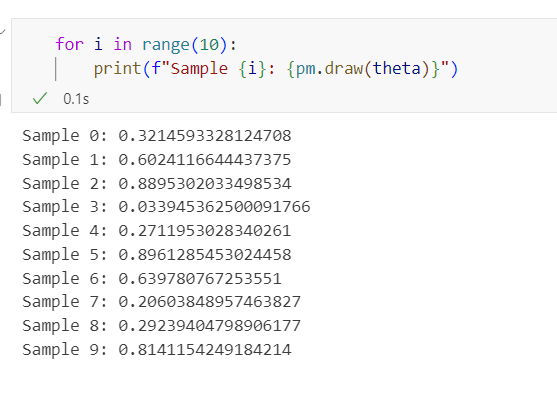 for i in range(10):
    print(f"Sample {i}: {pm.draw(theta)}")
0.1s
Sample 0: 0.3214593328124708
Sample 1: 0.6024116644437375
Sample 2: 0.8895302033498534
Sample 3: 0.033945362500091766
Sample 4: 0.2711953028340261
Sample 5: 0.8961285453024458
Sample 6: 0.639780767253551
Sample 7: 0.20603848957463827
Sample 8: 0.29239404798906177
Sample 9: 0.8141154249184214